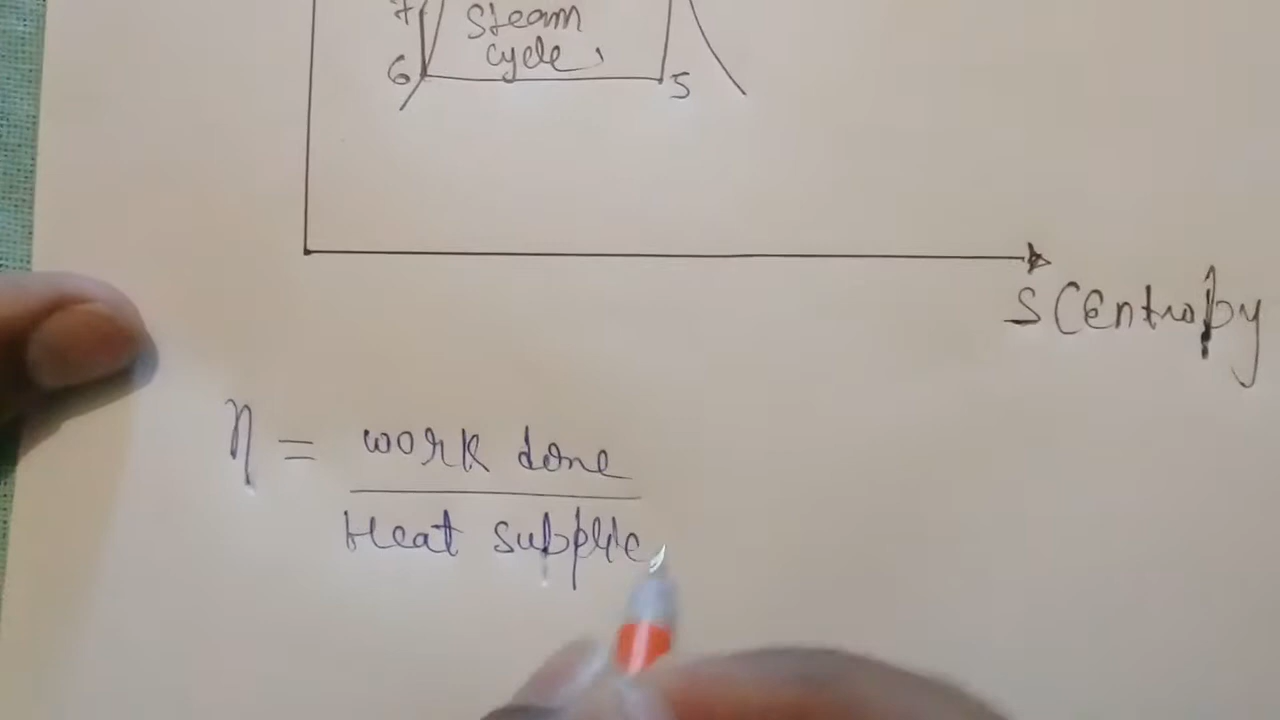 7
Steam
cycle
6
5
S (Entropy
η = work done
Heat supplie